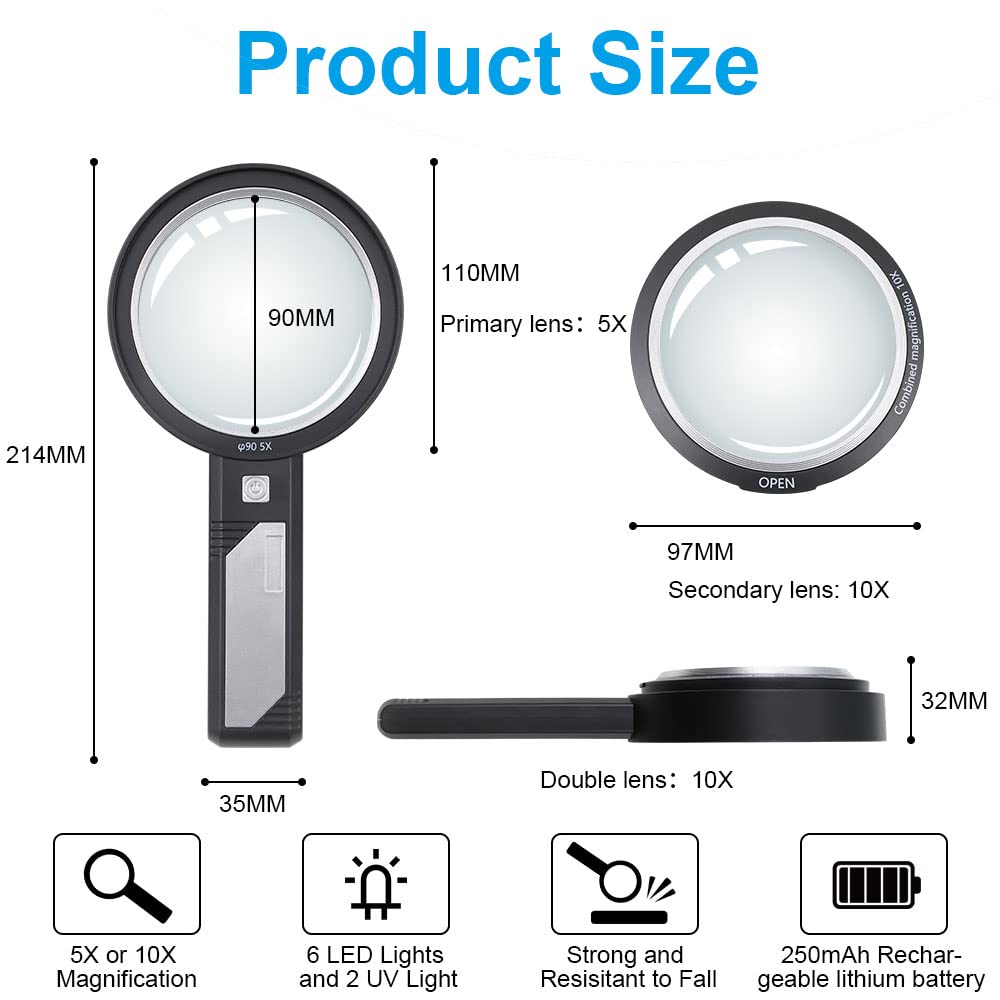 Product Size
110MM
90MM
Primary lens: 5X
Combined magnification 10X
φ90 5X
214MM
OPEN
97MM
Secondary lens: 10X
32MM
Double lens: 10X
35MM
5X or 10X
Magnification
6 LED Lights
and 2 UV Light
Strong and
Resisitant to Fall
250mAh Rechar-
geable lithium battery